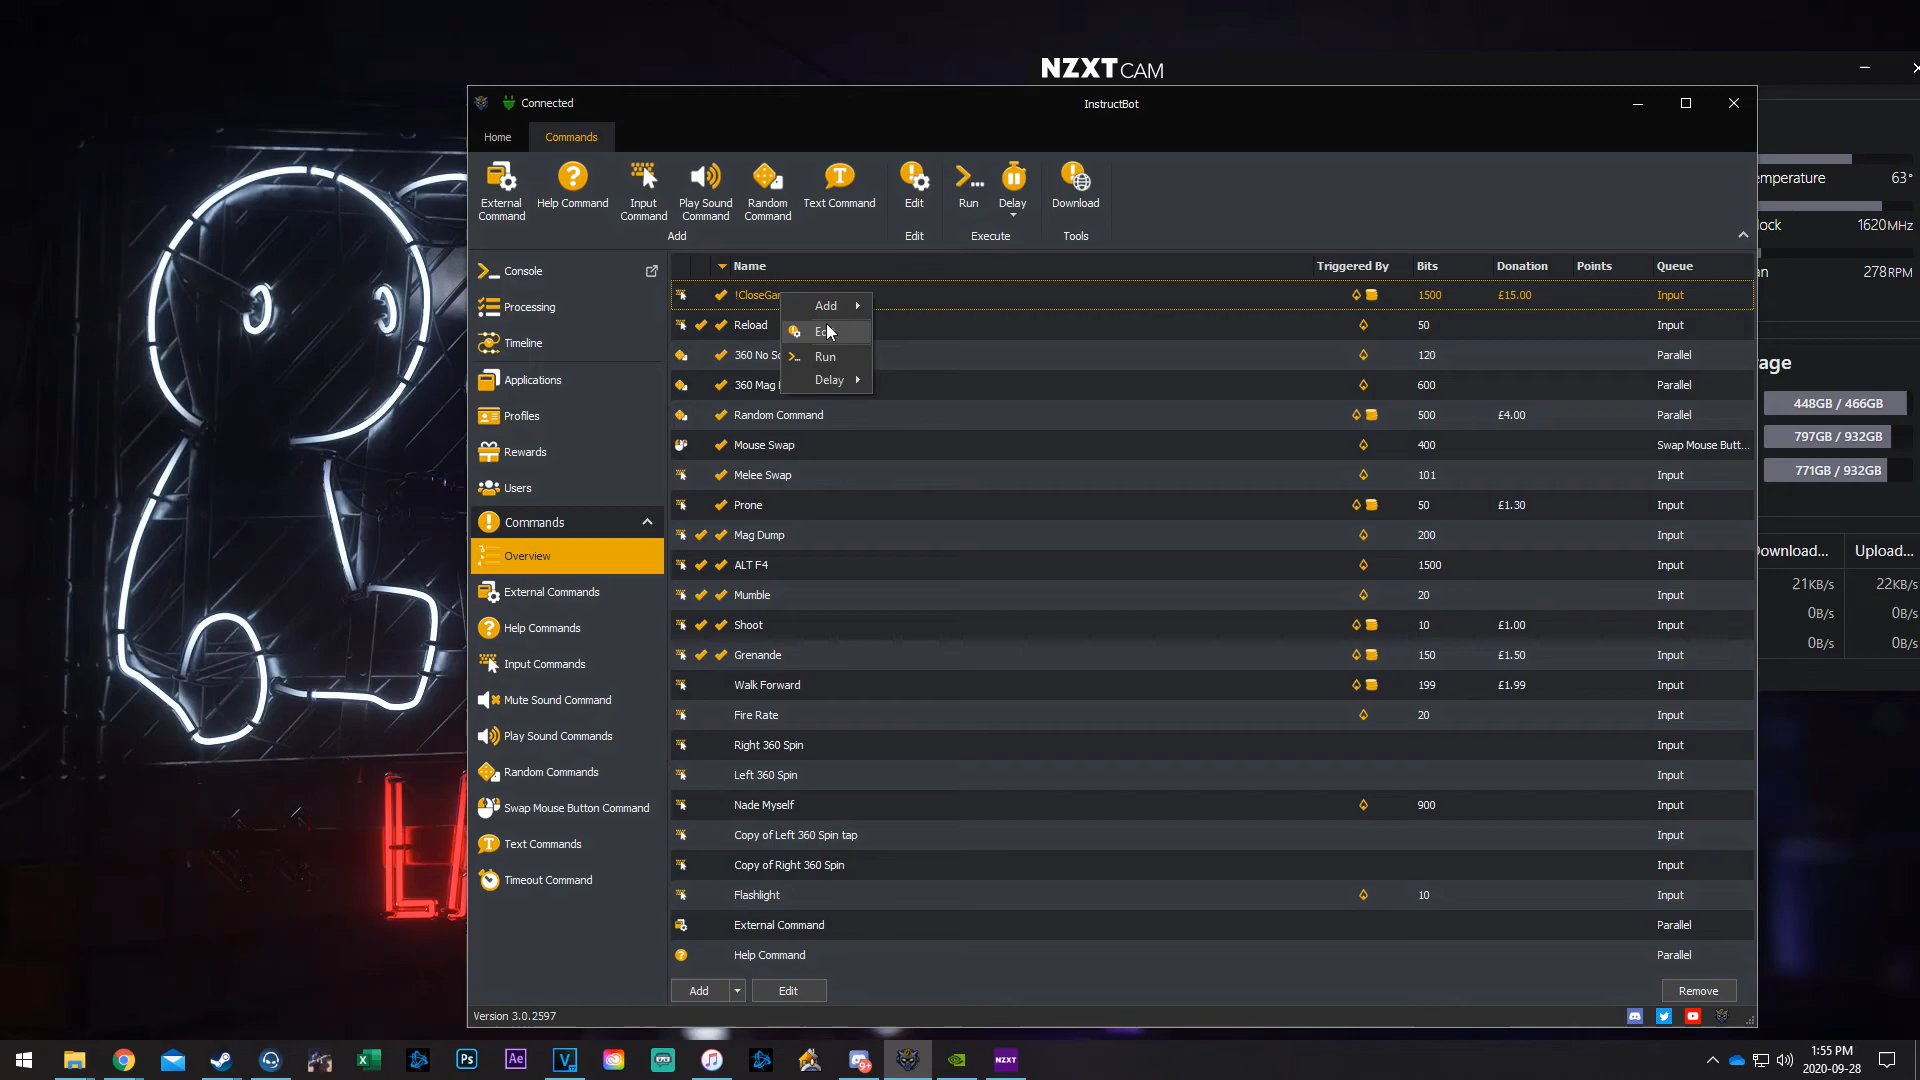 NZXT CAM
Connected
InstructBot
Home
Commands
External Command
Help Command
Input Command
Play Sound Command
Random Command
Text Command
Edit
Run
Delay
Download
Add
Edit
Execute
Tools
Console
Processing
Timeline
Applications
Profiles
Rewards
Users
Commands
Overview
External Commands
Help Commands
Input Commands
Mute Sound Command
Play Sound Commands
Random Commands
Swap Mouse Button Command
Text Commands
Timeout Command
Name Triggered By Bits Donation Points Queue
!CloseGa 1500 £15.00 Input
Reload 50 Input
360 No 120 Parallel
360 Mag 600 Parallel
Random Command 500 £4.00 Parallel
Mouse Swap 400 Swap Mouse Butt...
Melee Swap 101 Input
Prone 50 £1.30 Input
Mag Dump 200 Input
ALT F4 1500 Input
Mumble 20 Input
Shoot 10 £1.00 Input
Grenande 150 £1.50 Input
Walk Forward 199 £1.99 Input
Fire Rate 20 Input
Right 360 Spin Input
Left 360 Spin Input
Nade Myself 900 Input
Copy of Left 360 Spin tap Input
Copy of Right 360 Spin Input
Flashlight 10 Input
External Command Parallel
Help Command Parallel
Add
Run
Delay
Add
Edit
Remove
Version 3.0.2597
emperature 63°
lock 1620MHz
an 278RPM
age
448GB / 466GB
797GB / 932GB
771GB / 932GB
Download... Upload...
21KB/s 22KB/s
0B/s 0B/s
0B/s 0B/s
Ps
Ae
V
9+
NZXT
1:55 PM
2020-09-28